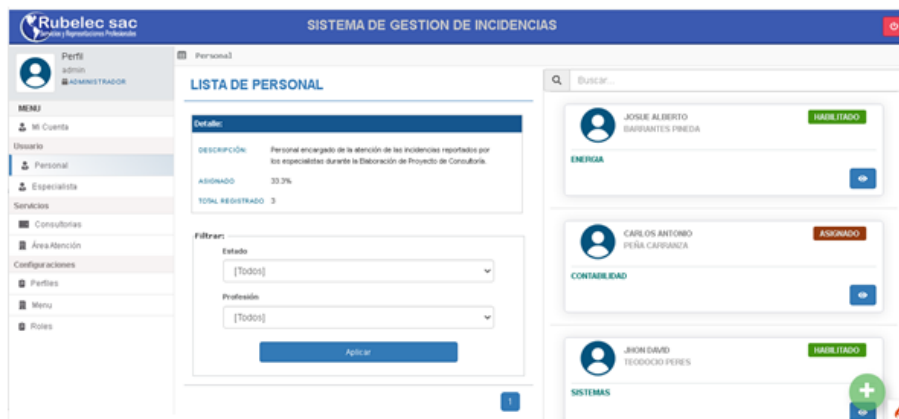 Rubelec sac
Servicios y Representaciones Profesionales
SISTEMA DE GESTION DE INCIDENCIAS
Perfil
admin
ADMINISTRADOR
MENU
Mi Cuenta
Usuario
Personal
Especialista
Servicios
Consultorias
Área Atención
Configuraciones
Perfiles
Menu
Roles
Personal
LISTA DE PERSONAL
Detalle:
DESCRIPCIÓN: Personal encargado de la atención de las incidencias reportados por
los especialistas durante la Elaboración de Proyecto de Consultoría.
ASIGNADO 33.3%
TOTAL REGISTRADO 3
Filtrar:
Estado
[Todos]
Profesión
[Todos]
Aplicar
1
Buscar...
JOSUE ALBERTO
BARRANTES PINEDA
HABILITADO
ENERGIA
CARLOS ANTONIO
PEÑA CARRANZA
ASIGNADO
CONTABILIDAD
JHON DAVID
TEODOCIO PERES
HABILITADO
SISTEMAS